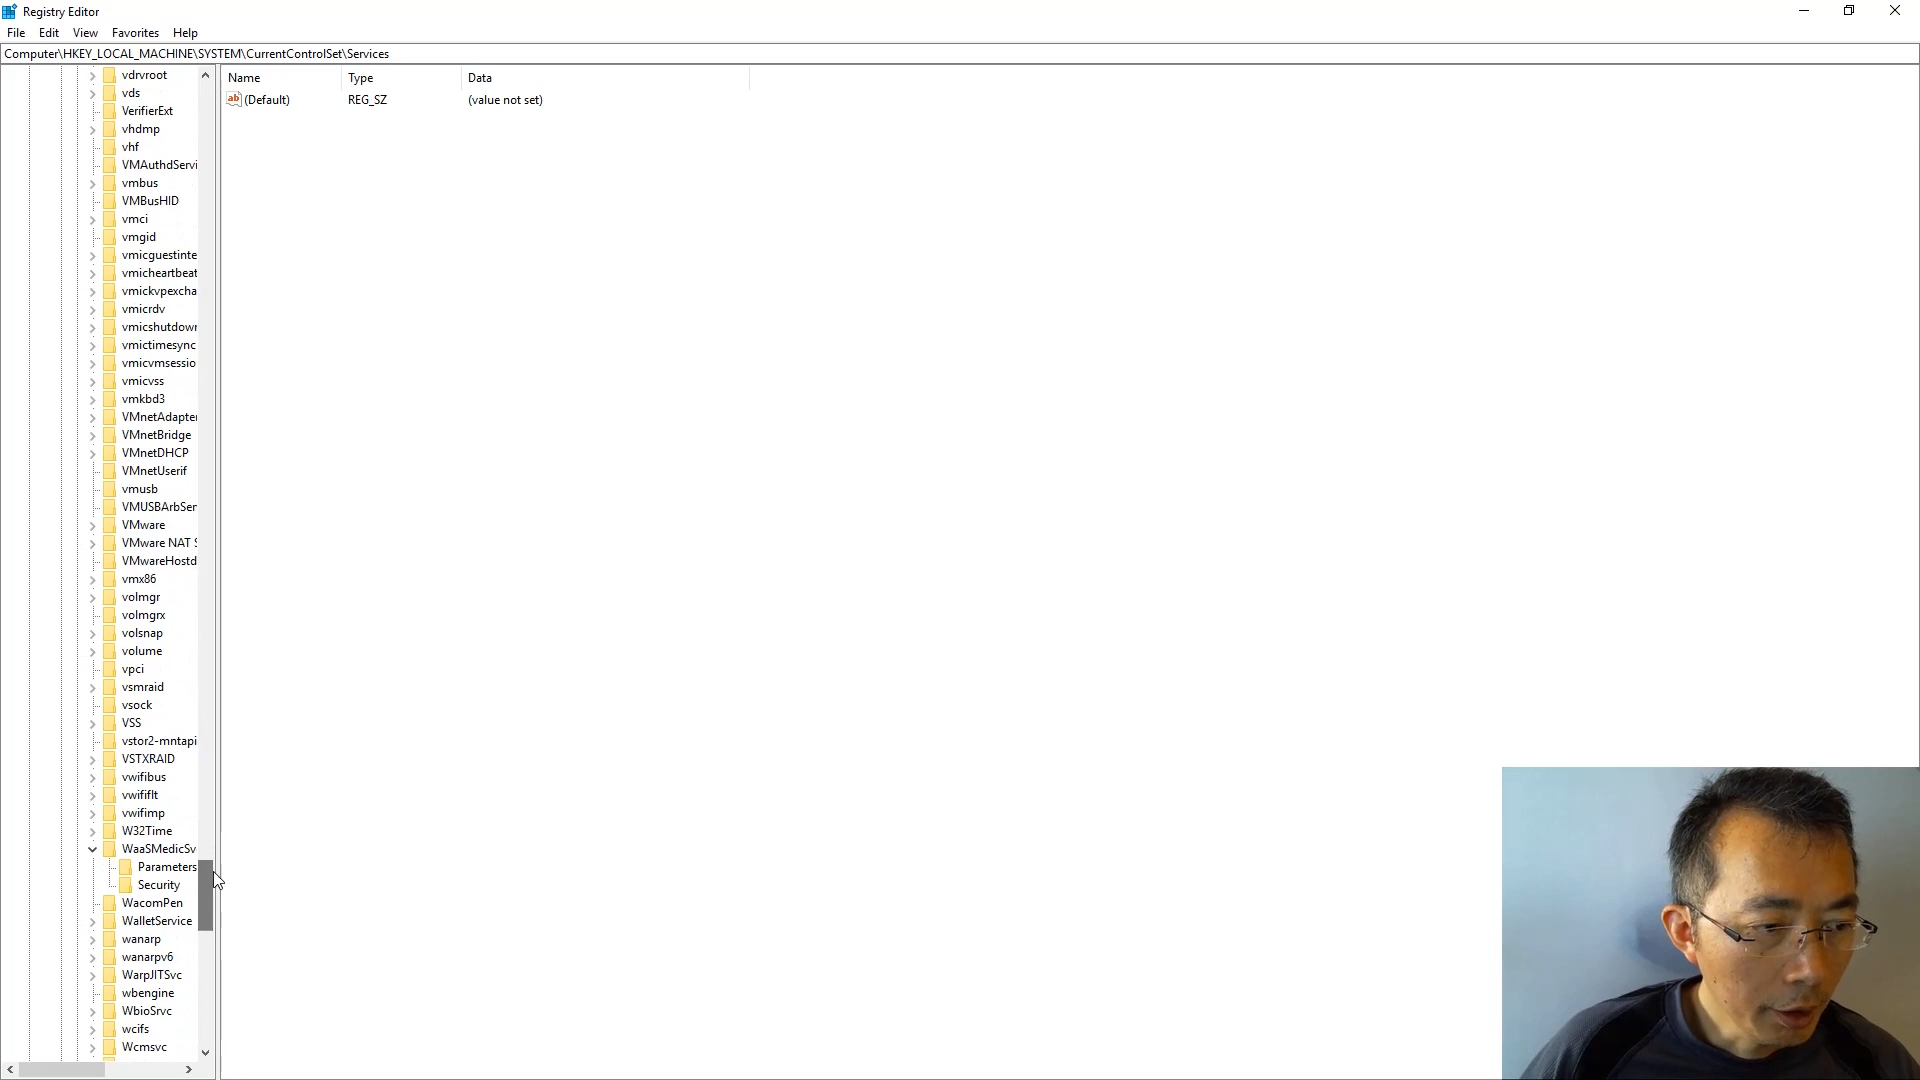 Registry Editor
File Edit View Favorites Help
Computer\HKEY_LOCAL_MACHINE\SYSTEM\CurrentControlSet\Services
Name Type Data
(Default) REG_SZ (value not set)
vdrvroot
vds
VerifierExt
vhdmp
vhf
VMAuthdServi
vmbus
VMBusHID
vmci
vmgid
vmicguestinte
vmicheartbeat
vmickvpexcha
vmicrdv
vmicshutdown
vmictimesync
vmicvmsessio
vmicvss
vmkbd3
VMnetAdapter
VMnetBridge
VMnetDHCP
VMnetUserif
vmusb
VMUSBArbSer
VMware
VMware NAT S
VMwareHostd
vmx86
volmgr
volmgrx
volsnap
volume
vpci
vsmraid
vsock
VSS
vstor2-mntapi
VSTXRAID
vwifibus
vwififlt
vwifimp
W32Time
WaaSMedicSv
Parameters
Security
WacomPen
WalletService
wanarp
wanarpv6
WarpJITSvc
wbengine
WbioSrvc
wcifs
Wcmsvc